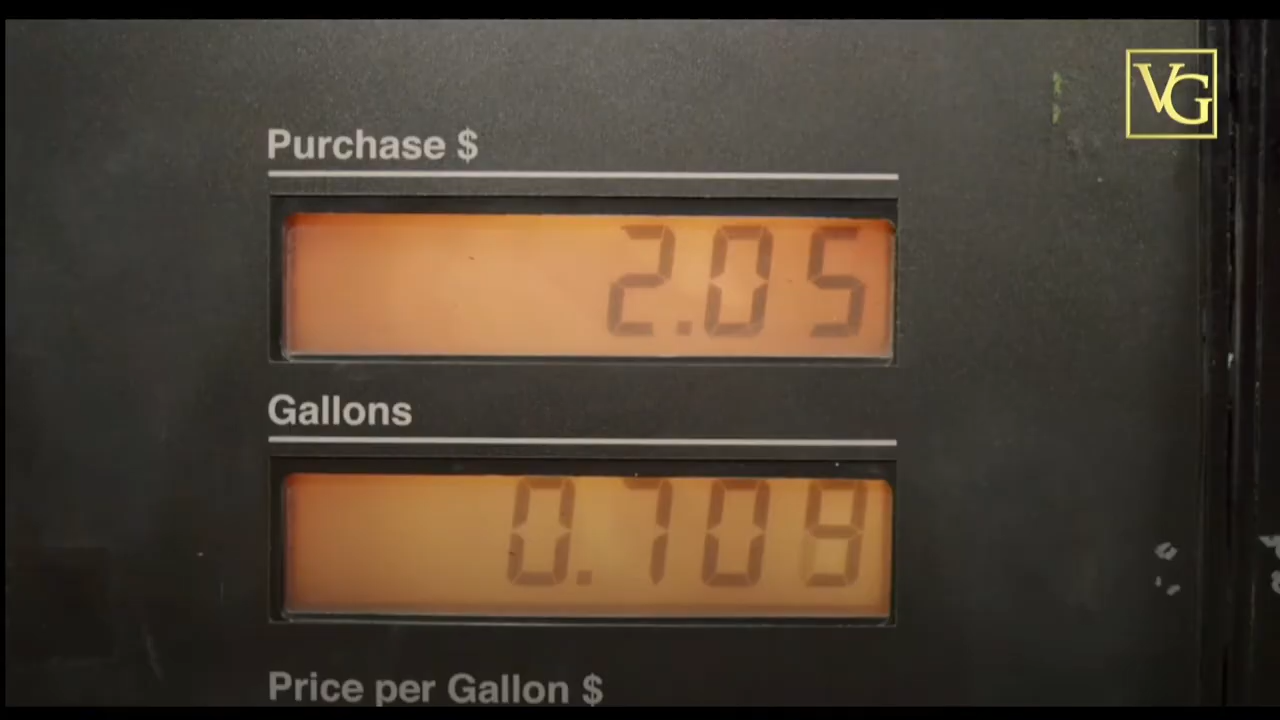 VG
Purchase $
2.05
Gallons
0.709
Price per Gallon $